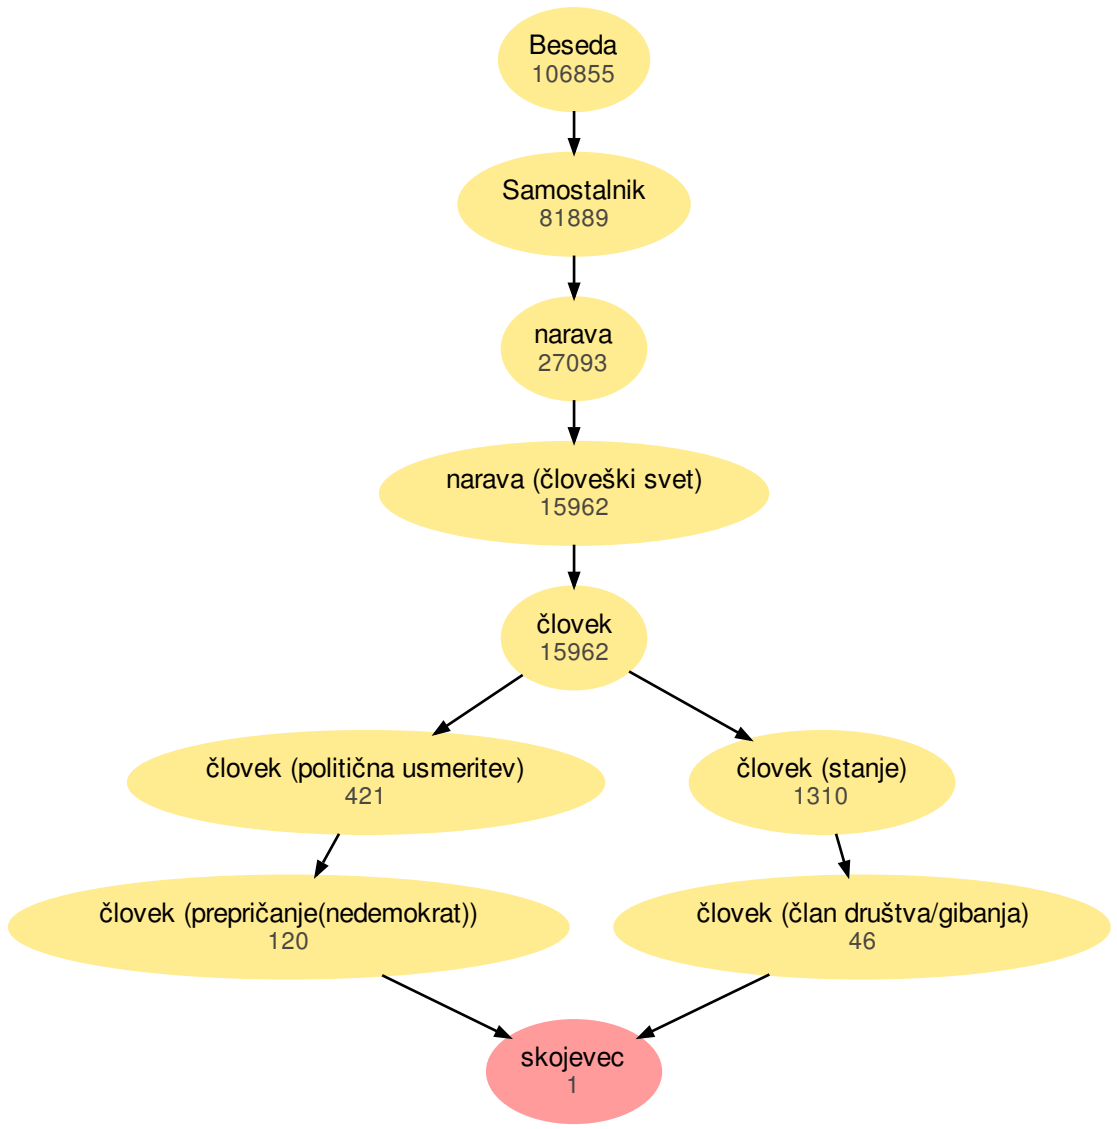 Beseda
106855
Samostalnik
81889
narava
27093
narava (človeški svet)
15962
človek
15962
človek (politična usmeritev)
421
človek (stanje)
1310
človek (prepričanje(nedemokrat))
120
človek (član društva/gibanja)
46
skojevec
1